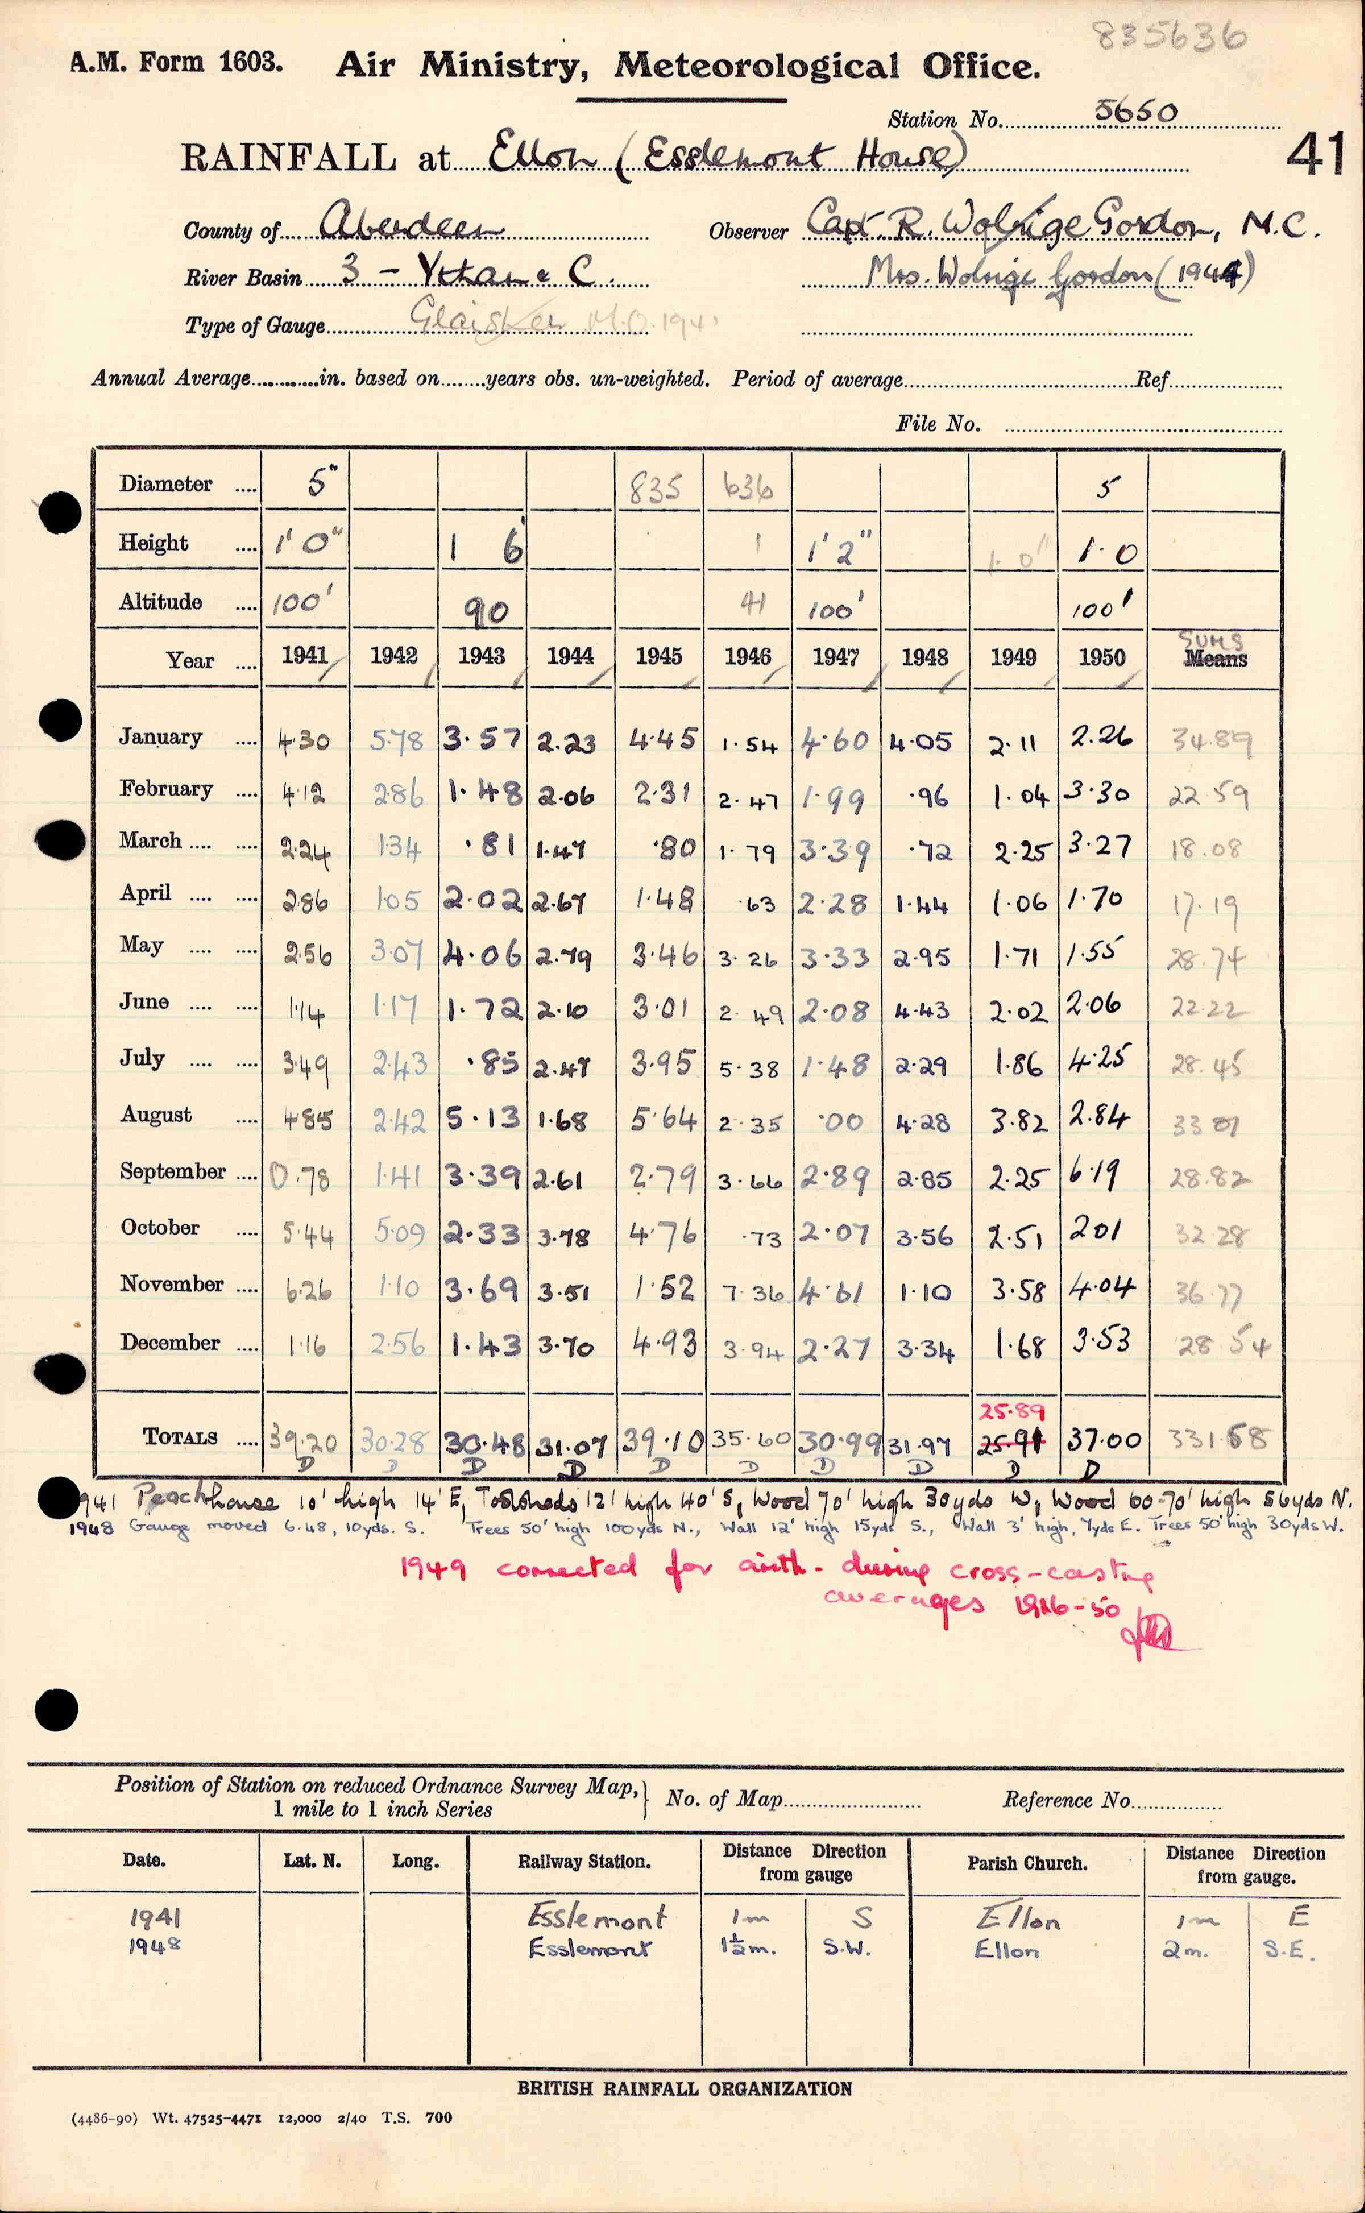 835636
A.M. Form 1603. Air Ministry, Meteorological Office.
Station No. 5650
41
RAINFALL at Ellon (Esslemont House)
County of Aberdeen Observer Capt. R. Wolrige Gordon, M.C.
River Basin 3 - Ythan & C. Mrs. Wolrige Gordon (1944)
Type of Gauge Glaisher M.O. 1941
Annual Average in. based on years obs. un-weighted. Period of average Ref
File No.
Diameter 5" 835 636 5
Height 1' 0" 1 6 1 1' 2" 1. 0" 1. 0
Altitude 100' 90 41 100' 100'
SUMS
Year 1941 1942 1943 1944 1945 1946 1947 1948 1949 1950 Means
January 4.30 5.78 3.57 2.23 4.45 1.54 4.60 4.05 2.11 2.26 34.89
February 4.12 2.86 1.48 2.06 2.31 2.47 1.99 .96 1.04 3.30 22.59
March 2.24 1.34 .81 1.47 .80 1.79 3.39 .72 2.25 3.27 18.08
April 2.86 1.05 2.02 2.67 1.48 .63 2.28 1.44 1.06 1.70 17.19
May 2.56 3.07 4.06 2.79 3.46 3.26 3.33 2.95 1.71 1.55 28.74
June 1.14 1.17 1.72 2.10 3.01 2.49 2.08 4.43 2.02 2.06 22.22
July 3.49 2.43 .85 2.47 3.95 5.38 1.48 2.29 1.86 4.25 28.45
August 4.85 2.42 5.13 1.68 5.64 2.35 .00 4.28 3.82 2.84 33.01
September 0.78 1.41 3.39 2.61 2.79 3.66 2.89 2.85 2.25 6.19 28.82
October 5.44 5.09 2.33 3.78 4.76 .73 2.07 3.56 2.51 2.01 32.28
November 6.26 1.10 3.69 3.51 1.52 7.36 4.61 1.10 3.58 4.04 36.77
December 1.16 2.56 1.43 3.70 4.93 3.94 2.27 3.34 1.68 3.53 28.54
25.89
TOTALS 39.20 30.28 30.48 31.07 39.10 35.60 30.99 31.97 25.91 37.00 331.68
D D D D D D D D D D
1941 Peachhouse 10' high 14' E, Toolsheds 12' high 40' S, Wood 70' high 30yds W, Wood 60-70' high 56yds N.
1948 Gauge moved 6.48, 10yds. S. Trees 50' high 100yds N., Wall 12' high 15yds S., Wall 3' high, 7yds E. Trees 50' high 30yds W.
1949 corrected for arith. during cross-casting
averages 1916-50
Position of Station on reduced Ordnance Survey Map, 1 mile to 1 inch Series No. of Map Reference No.
Date. Lat. N. Long. Railway Station. Distance Direction from gauge Parish Church. Distance Direction from gauge.
1941 Esslemont 1m S Ellon 1m E
1948 Esslemont 1½m. S.W. Ellon 2m. S.E.
BRITISH RAINFALL ORGANIZATION
(4486-90) Wt. 47525-4471 12,000 2/40 T.S. 700